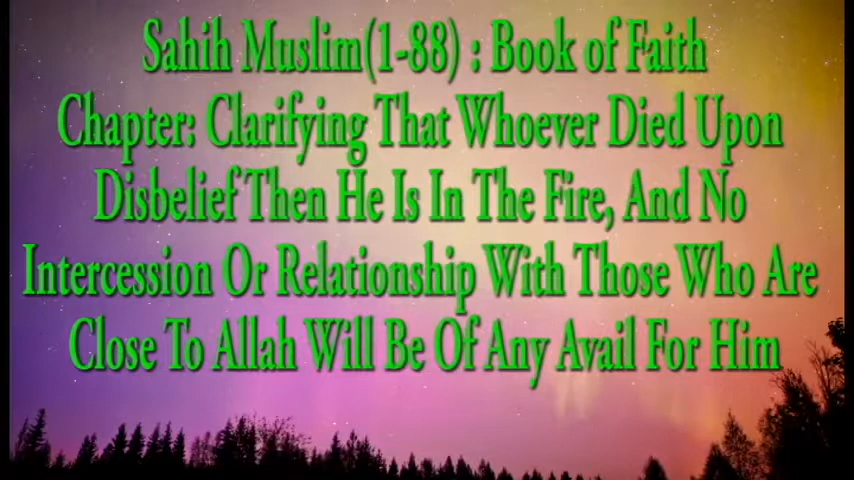 Sahih Muslim(1-88) : Book of Faith
Chapter: Clarifying That Whoever Died Upon
Disbelief Then He Is In The Fire, And No
Intercession Or Relationship With Those Who Are
Close To Allah Will Be Of Any Avail For Him